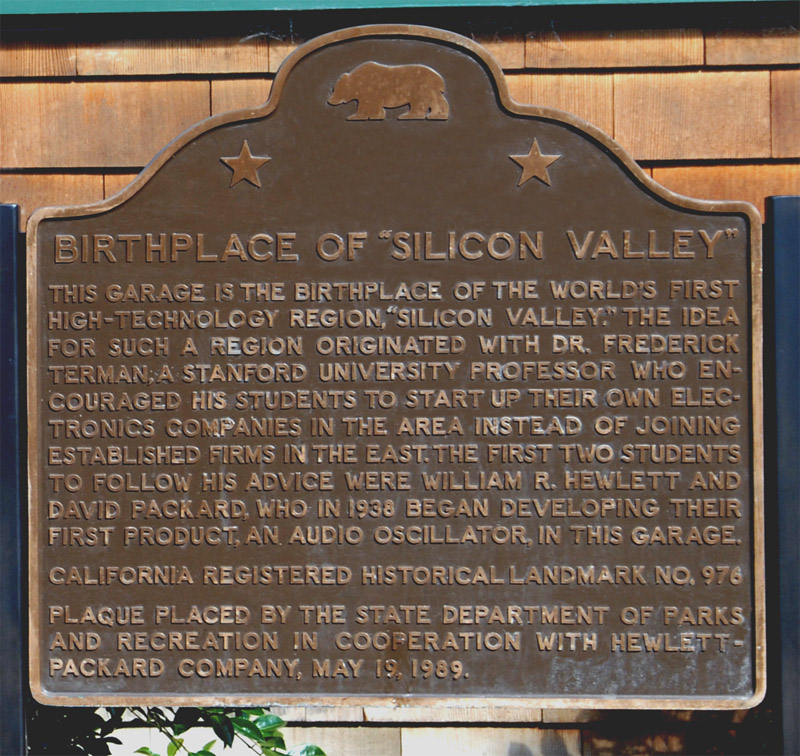 BIRTHPLACE OF "SILICON VALLEY"
THIS GARAGE IS THE BIRTHPLACE OF THE WORLD'S FIRST
HIGH-TECHNOLOGY REGION, "SILICON VALLEY." THE IDEA
FOR SUCH A REGION ORIGINATED WITH DR. FREDERICK
TERMAN, A STANFORD UNIVERSITY PROFESSOR WHO EN-
COURAGED HIS STUDENTS TO START UP THEIR OWN ELEC-
TRONICS COMPANIES IN THE AREA INSTEAD OF JOINING
ESTABLISHED FIRMS IN THE EAST. THE FIRST TWO STUDENTS
TO FOLLOW HIS ADVICE WERE WILLIAM R. HEWLETT AND
DAVID PACKARD, WHO IN 1938 BEGAN DEVELOPING THEIR
FIRST PRODUCT, AN AUDIO OSCILLATOR, IN THIS GARAGE.
CALIFORNIA REGISTERED HISTORICAL LANDMARK NO. 976
PLAQUE PLACED BY THE STATE DEPARTMENT OF PARKS
AND RECREATION IN COOPERATION WITH HEWLETT-
PACKARD COMPANY, MAY 19, 1989.